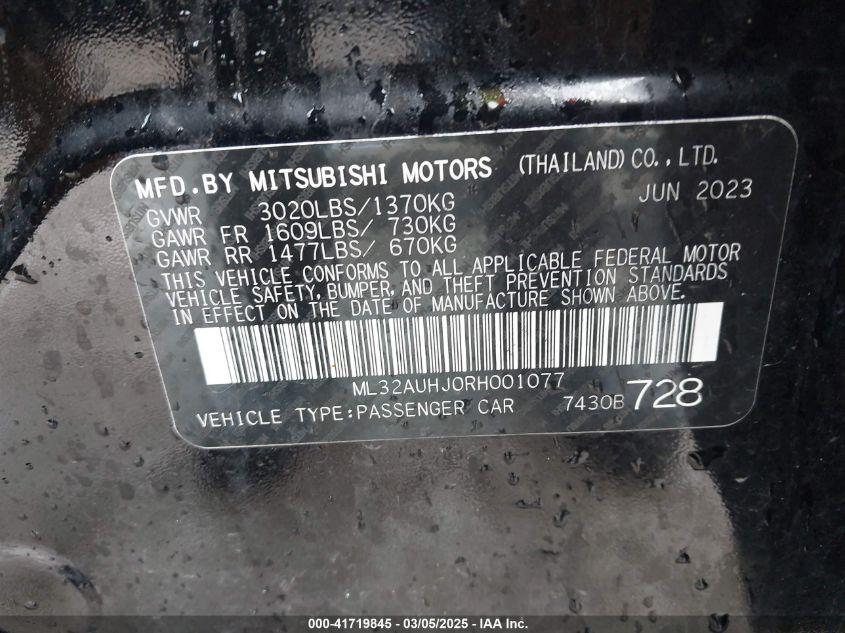 MFD.BY MITSUBISHI MOTORS (THAILAND) CO.,LTD.
GVWR 3020LBS/1370KG JUN 2023
GAWR FR 1609LBS/ 730KG
GAWR RR 1477LBS/ 670KG
THIS VEHICLE CONFORMS TO ALL APPLICABLE FEDERAL MOTOR
VEHICLE SAFETY, BUMPER, AND THEFT PREVENTION STANDARDS
IN EFFECT ON THE DATE OF MANUFACTURE SHOWN ABOVE.
ML32AUHJ0RH001077
VEHICLE TYPE:PASSENGER CAR 7430B 728
000-41719845 - 03/05/2025 - IAA Inc.